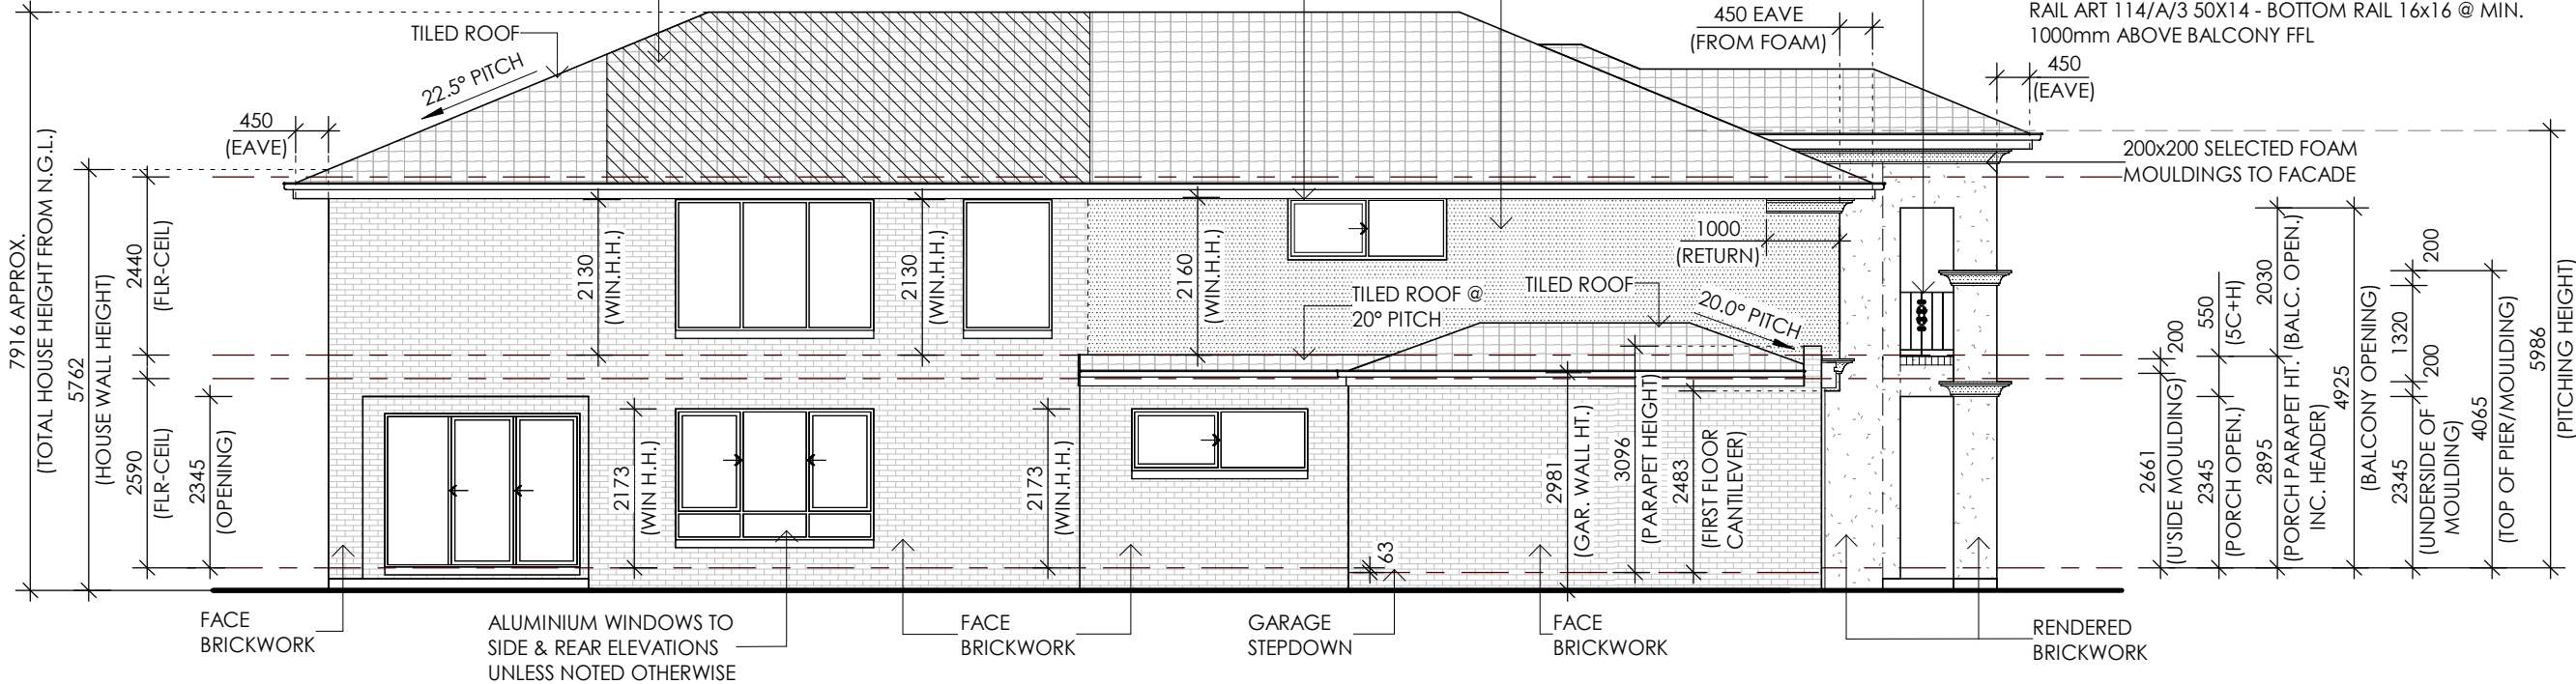 RAIL ART 114/A/3 50X14 - BOTTOM RAIL 16x16 @ MIN.
1000mm ABOVE BALCONY FFL
450 EAVE
(FROM FOAM)
450
(EAVE)
TILED ROOF
22.5° PITCH
450
(EAVE)
200x200 SELECTED FOAM
MOULDINGS TO FACADE
7916 APPROX.
(TOTAL HOUSE HEIGHT FROM N.G.L.)
5762
(HOUSE WALL HEIGHT)
2440
(FLR-CEIL)
2590
(FLR-CEIL)
2345
(OPENING)
2130
(WIN.H.H.)
2130
(WIN.H.H.)
2160
(WIN.H.H.)
1000
(RETURN)
TILED ROOF @
20° PITCH
TILED ROOF
20.0° PITCH
2173
(WIN H.H.)
2173
(WIN.H.H.)
63
2981
(GAR. WALL HT.)
3096
(PARAPET HEIGHT)
2483
(FIRST FLOOR
CANTILEVER)
200
2661
(U'SIDE MOULDING)
550
(5C+H)
2345
(PORCH OPEN.)
2030
(BALC. OPEN.)
2895
(PORCH PARAPET HT.
INC. HEADER)
4925
(BALCONY OPENING)
200
1320
200
2345
(UNDERSIDE OF
MOULDING)
4065
(TOP OF PIER/MOULDING)
5986
(PITCHING HEIGHT)
FACE
BRICKWORK
ALUMINIUM WINDOWS TO
SIDE & REAR ELEVATIONS
UNLESS NOTED OTHERWISE
FACE
BRICKWORK
GARAGE
STEPDOWN
FACE
BRICKWORK
RENDERED
BRICKWORK